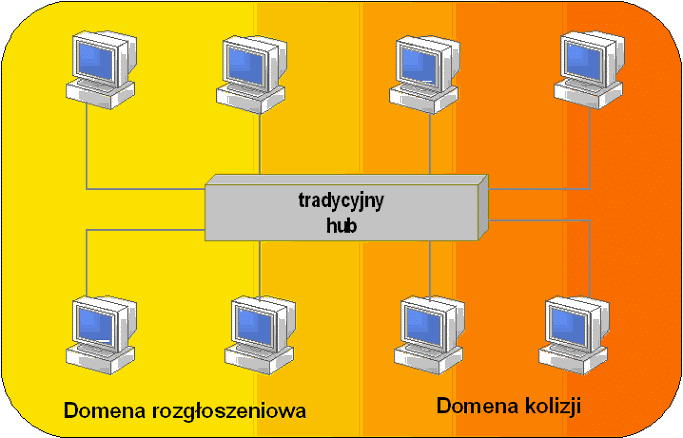 tradycyjny
hub
Domena rozgłoszeniowa
Domena kolizji